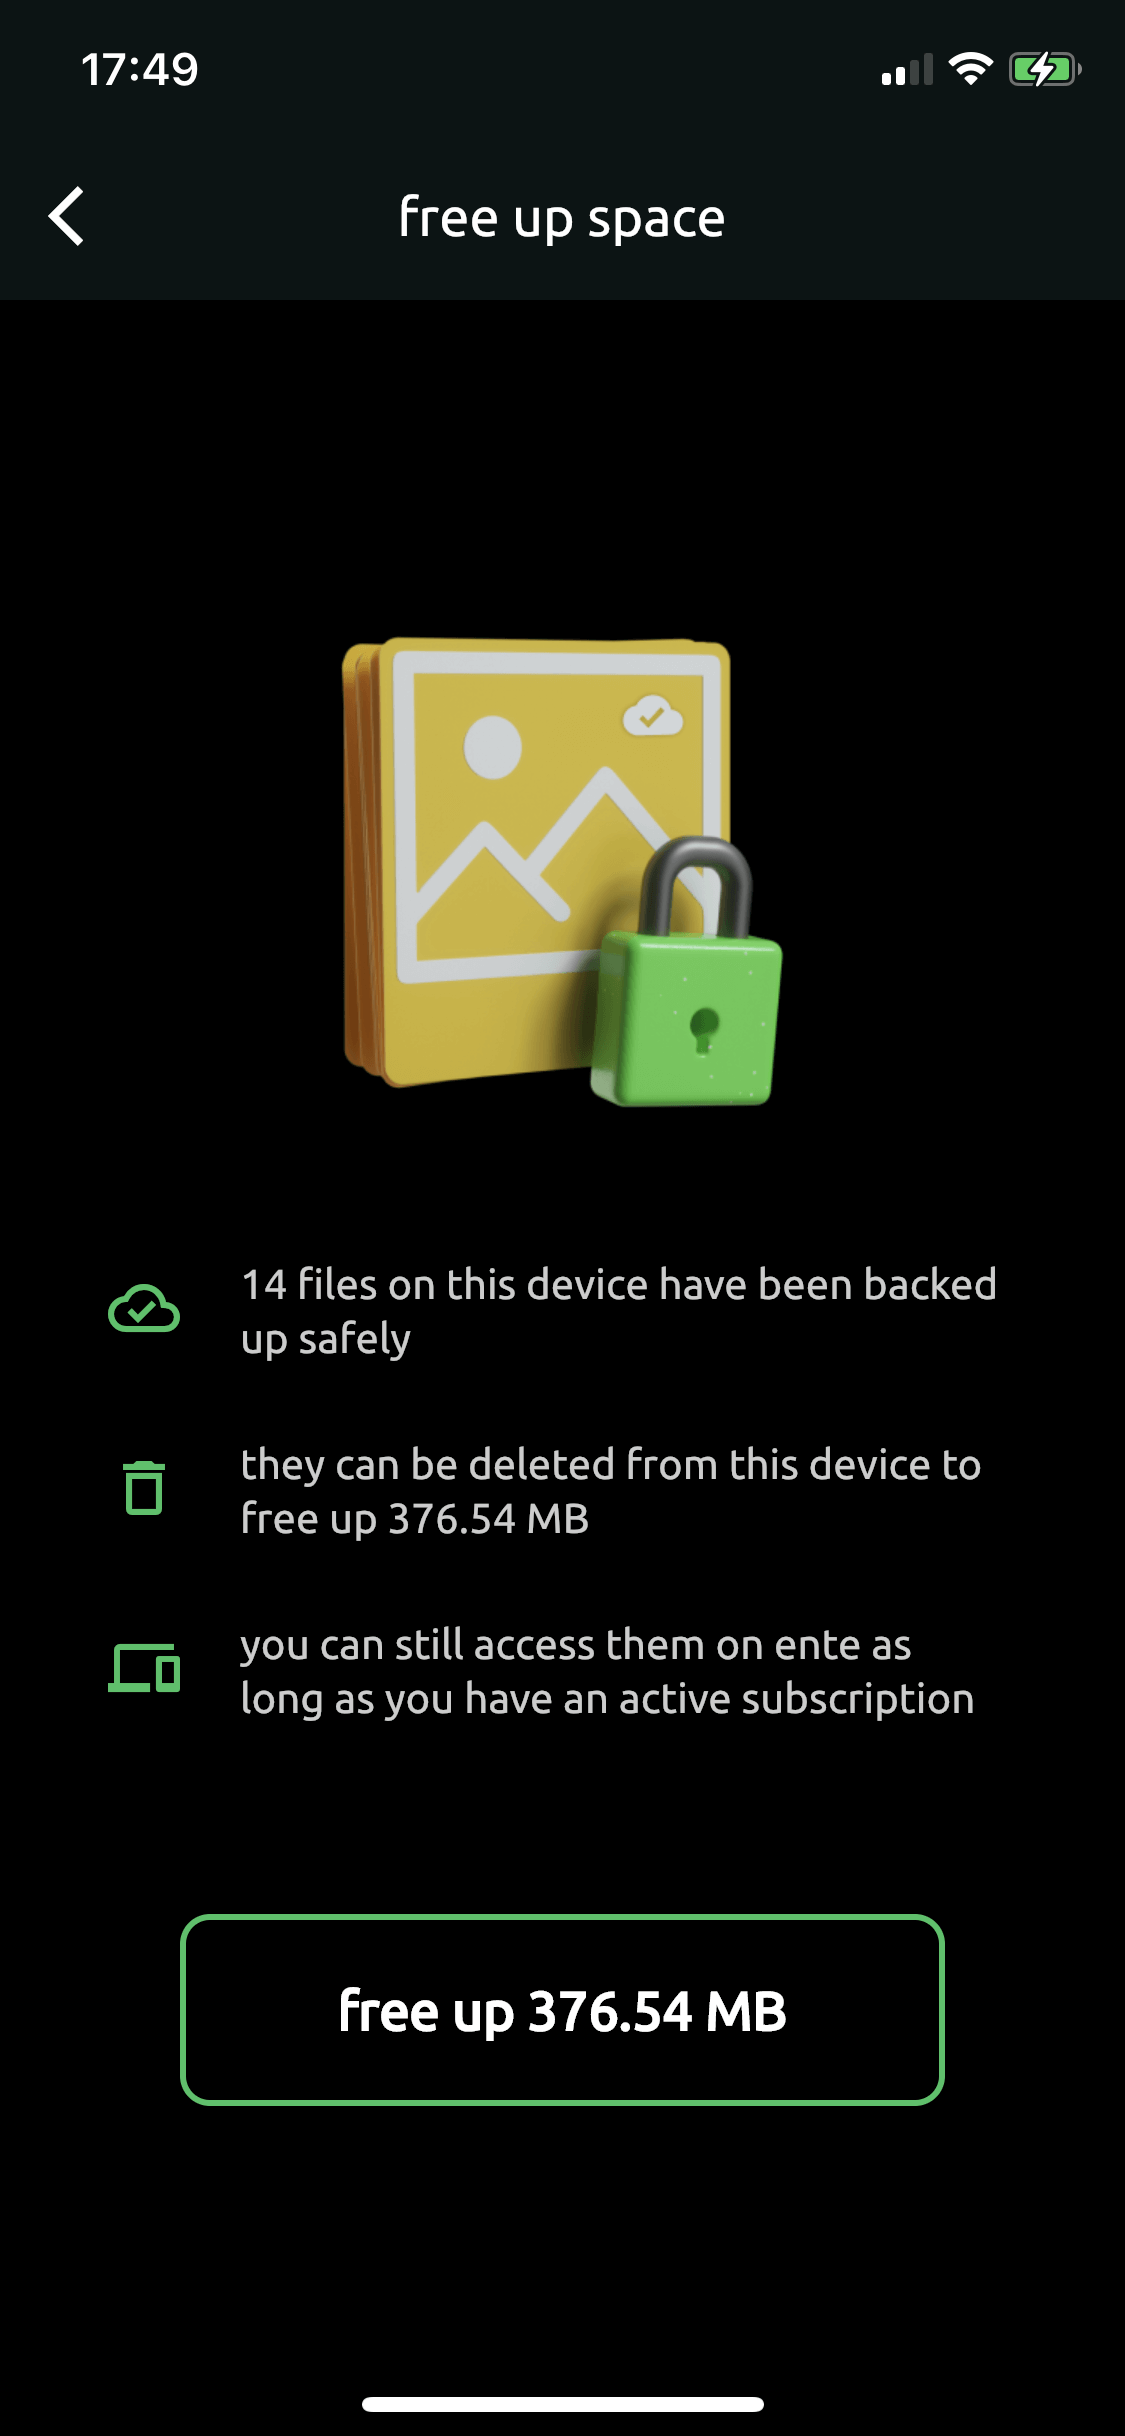 17:49
free up space
14 files on this device have been backed
up safely
they can be deleted from this device to
free up 376.54 MB
you can still access them on ente as
long as you have an active subscription
free up 376.54 MB